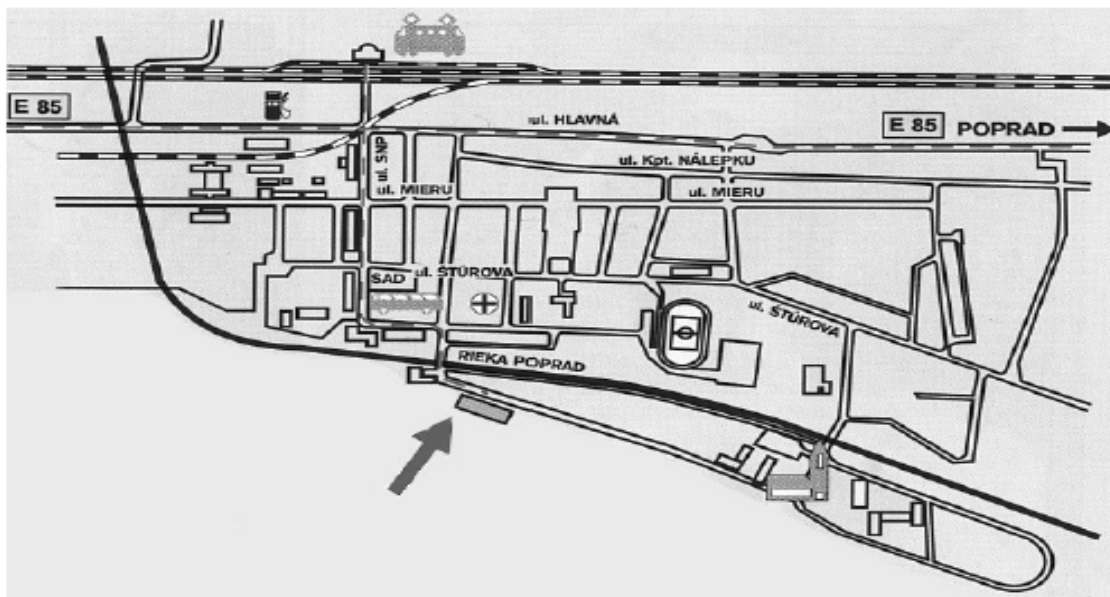 E 85
ul. HLAVNÁ
E 85
POPRAD
ul. SNP
ul. Kpt. NÁLEPKU
ul. MIERU
ul. MIERU
SAD
ul. ŠTÚROVA
ul. ŠTÚROVA
RIEKA POPRAD